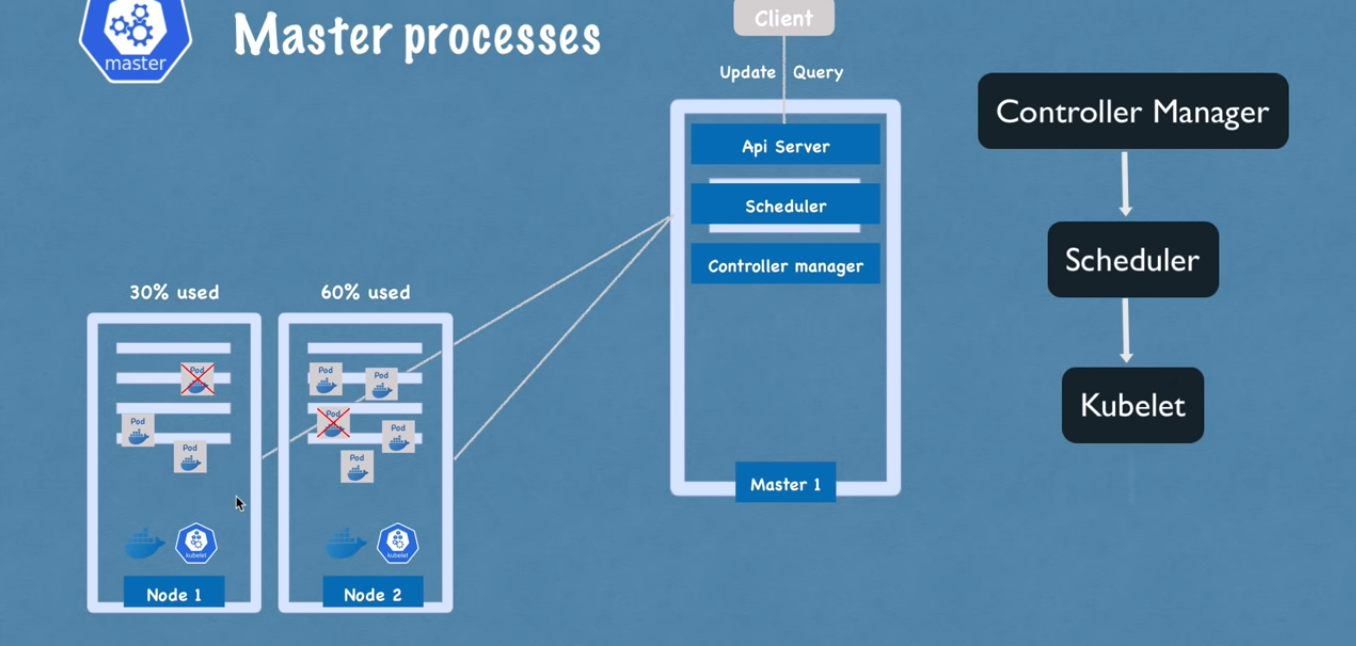 master
Master processes
Client
Update Query
Api Server
Scheduler
Controller manager
Master 1
Controller Manager
Scheduler
Kubelet
30% used
60% used
Pod
Pod
Pod
Pod
Pod
Pod
Pod
Pod
kubelet
kubelet
Node 1
Node 2